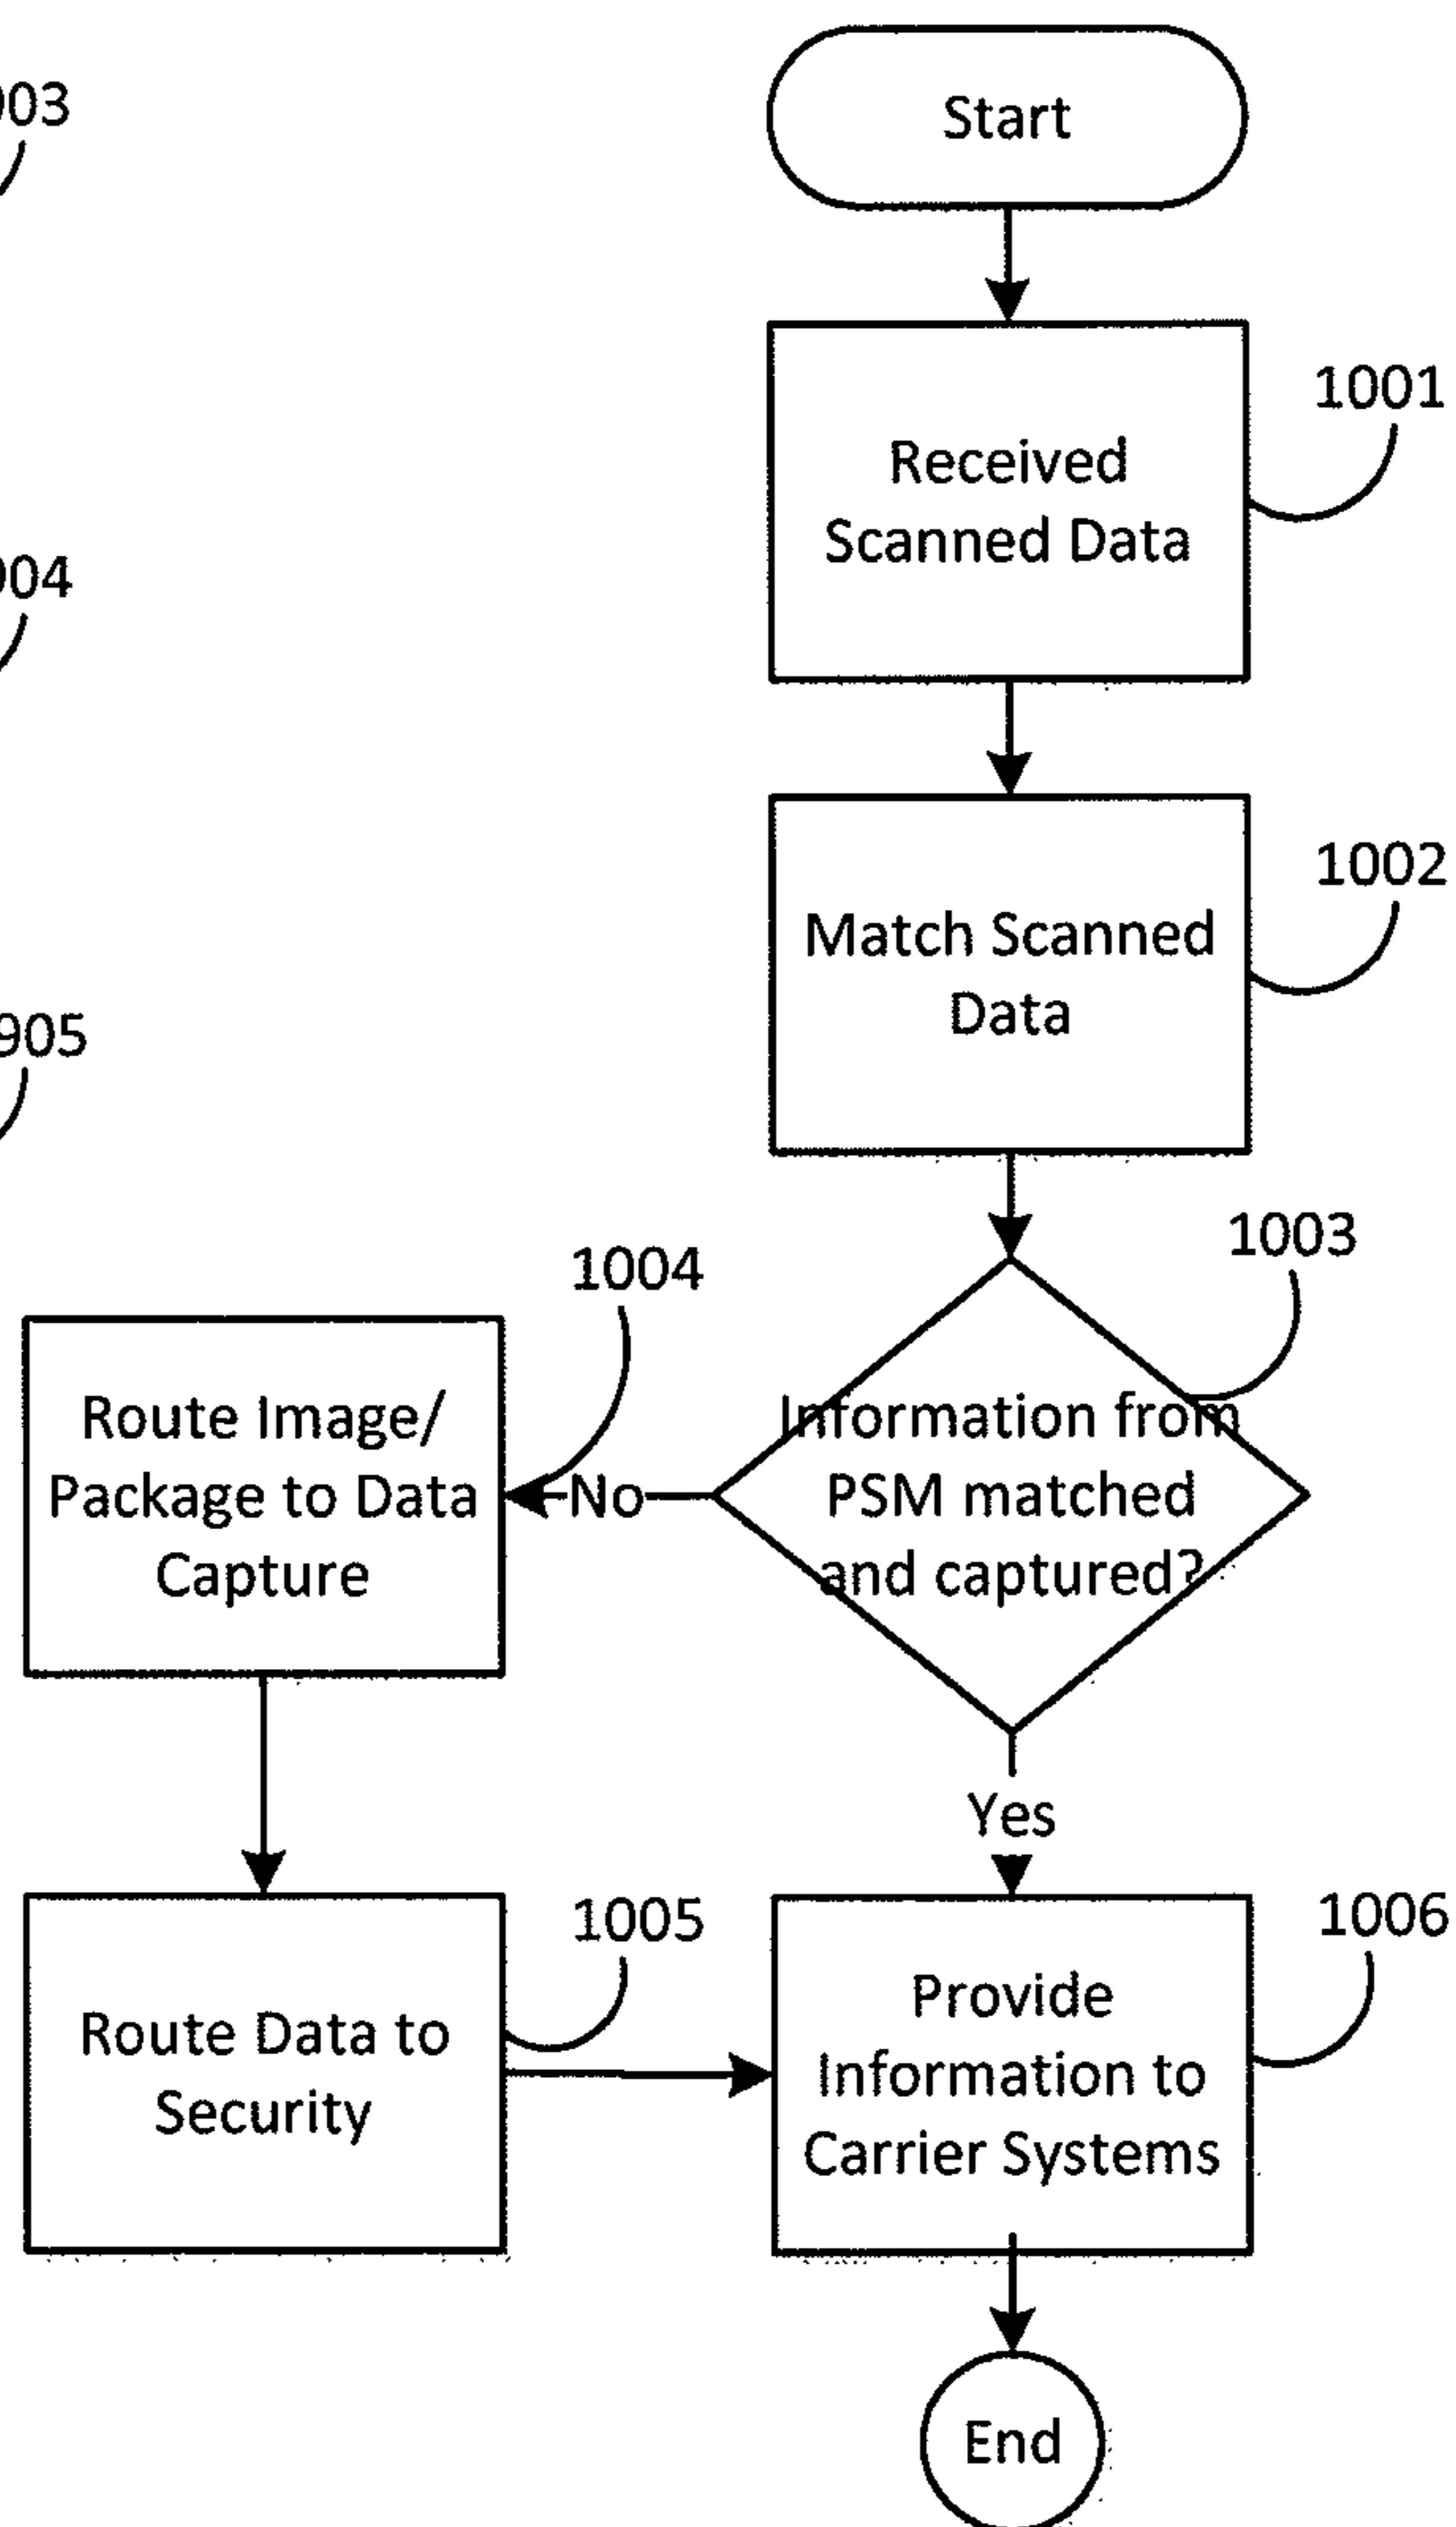 903
Start
1001
Received
Scanned Data
904
1002
Match Scanned
Data
905
1003
1004
Information from
PSM matched
and captured?
No
Route Image/
Package to Data
Capture
Yes
1005
Route Data to
Security
1006
Provide
Information to
Carrier Systems
End